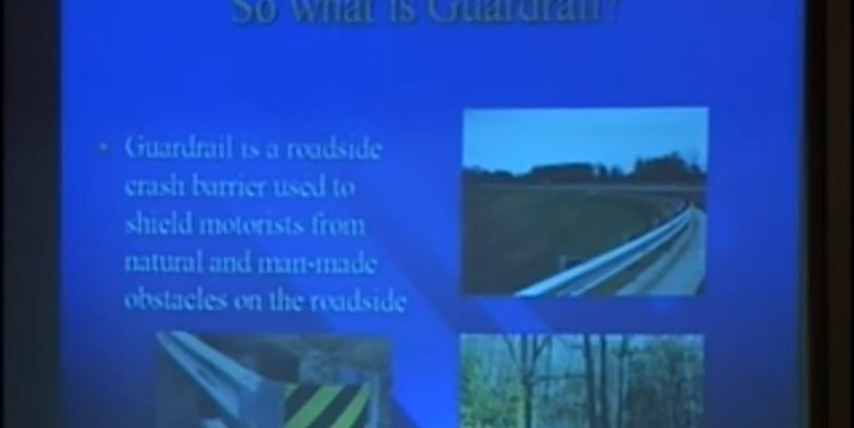 So what is Guardrail?
Guardrail is a roadside
crash barrier used to
shield motorists from
natural and man-made
obstacles on the roadside